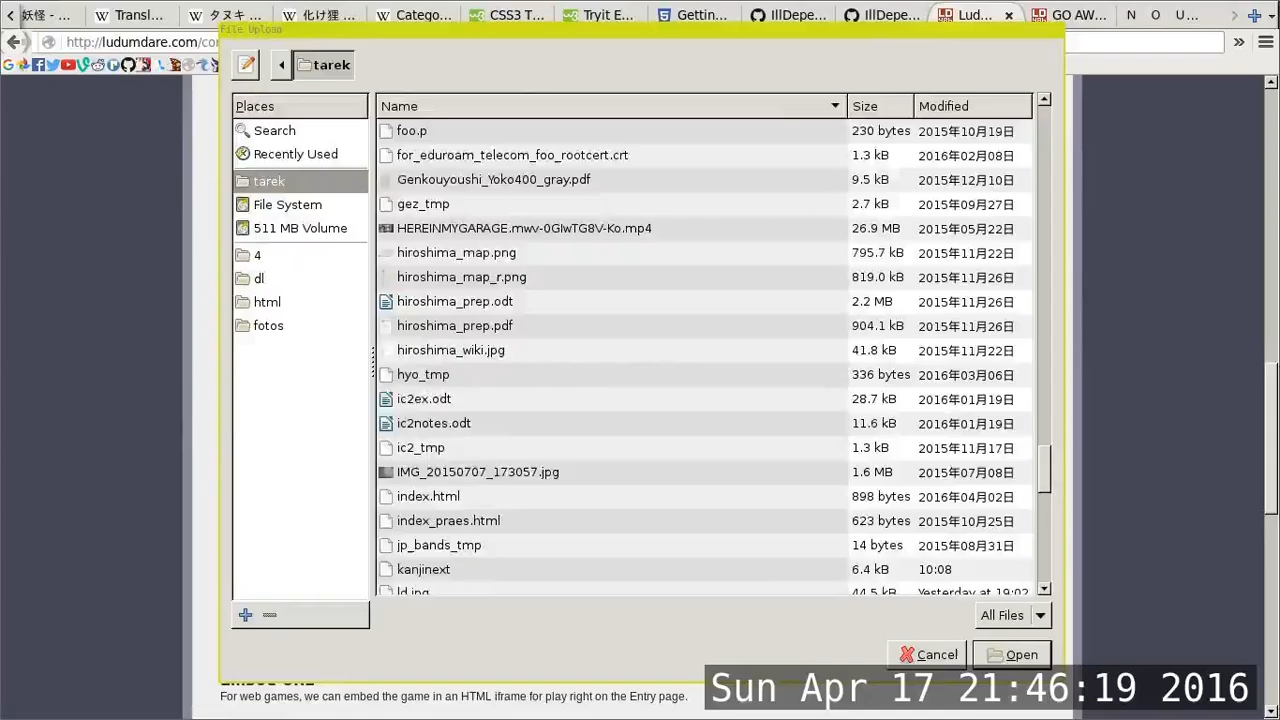 妖怪 -
Transl...
タヌキ ...
化け狸 ...
Catego...
CSS3 T...
Tryit E...
Gettin...
IllDepe...
IllDepe...
Lud...
GO AW...
N
O
U...
http://ludumdare.com/co
File Upload
tarek
Places
Name
Size
Modified
Search
Recently Used
tarek
File System
511 MB Volume
4
dl
html
fotos
foo.p 230 bytes 2015年10月19日
for_eduroam_telecom_foo_rootcert.crt 1.3 kB 2016年02月08日
Genkouyoushi_Yoko400_gray.pdf 9.5 kB 2015年12月10日
gez_tmp 2.7 kB 2015年09月27日
HEREINMYGARAGE.mwv-0GIwTG8V-Ko.mp4 26.9 MB 2015年05月22日
hiroshima_map.png 795.7 kB 2015年11月22日
hiroshima_map_r.png 819.0 kB 2015年11月26日
hiroshima_prep.odt 2.2 MB 2015年11月26日
hiroshima_prep.pdf 904.1 kB 2015年11月26日
hiroshima_wiki.jpg 41.8 kB 2015年11月22日
hyo_tmp 336 bytes 2016年03月06日
ic2ex.odt 28.7 kB 2016年01月19日
ic2notes.odt 11.6 kB 2016年01月19日
ic2_tmp 1.3 kB 2015年11月17日
IMG_20150707_173057.jpg 1.6 MB 2015年07月08日
index.html 898 bytes 2016年04月02日
index_praes.html 623 bytes 2015年10月25日
jp_bands_tmp 14 bytes 2015年08月31日
kanjinext 6.4 kB 10:08
ld.jpg 44.5 kB Yesterday at 19:02
All Files
Cancel
Open
For web games, we can embed the game in an HTML iframe for play right on the Entry page.
Sun Apr 17 21:46:19 2016